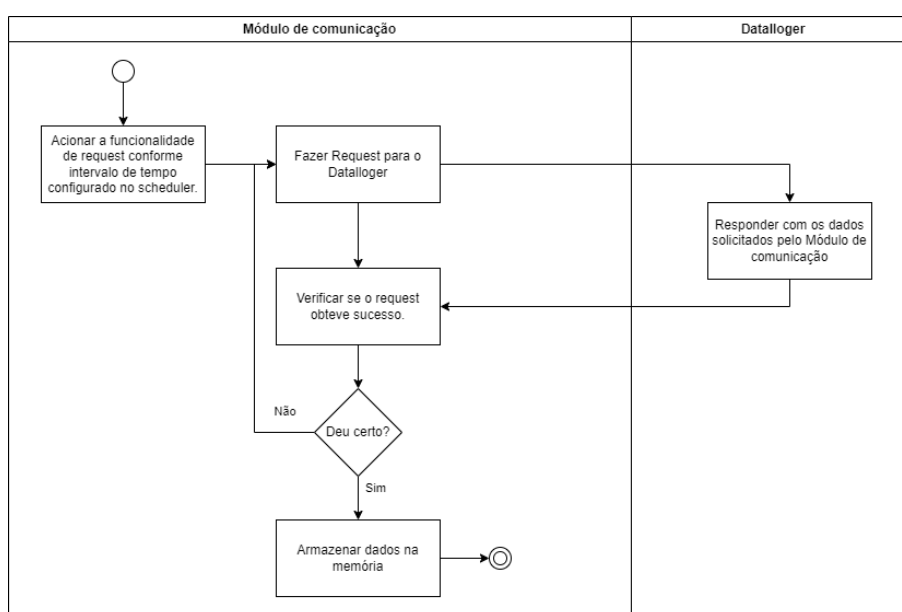 Módulo de comunicação
Datalloger
Acionar a funcionalidade
de request conforme
intervalo de tempo
configurado no scheduler.
Fazer Request para o
Datalloger
Responder com os dados
solicitados pelo Módulo de
comunicação
Verificar se o request
obteve sucesso.
Não
Deu certo?
Sim
Armazenar dados na
memória